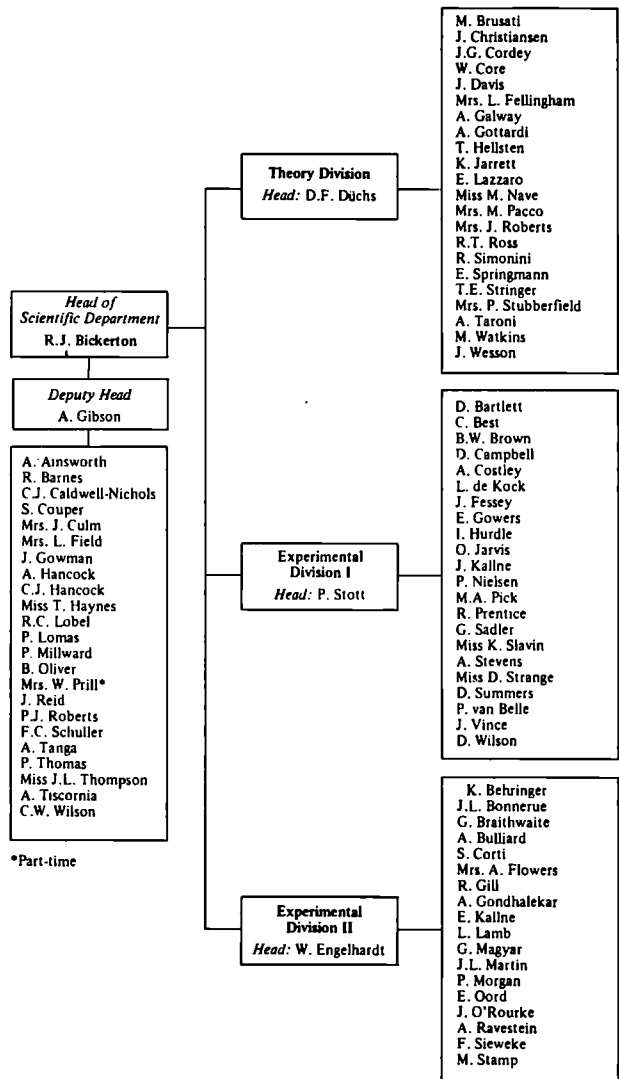 M. Brusati
J. Christiansen
J.G. Cordey
W. Core
J. Davis
Mrs. L. Fellingham
A. Galway
A. Gottardi
T. Hellsten
K. Jarrett
E. Lazzaro
Miss M. Nave
Mrs. M. Pacco
Mrs. J. Roberts
R.T. Ross
R. Simonini
E. Springmann
T.E. Stringer
Mrs. P. Stubberfield
A. Taroni
M. Watkins
J. Wesson
Theory Division
Head: D.F. Düchs
Head of
Scientific Department
R.J. Bickerton
Deputy Head
A. Gibson
A. Ainsworth
R. Barnes
C.J. Caldwell-Nichols
S. Couper
Mrs. J. Culm
Mrs. L. Field
J. Gowman
A. Hancock
C.J. Hancock
Miss T. Haynes
R.C. Lobel
P. Lomas
P. Millward
B. Oliver
Mrs. W. Prill*
J. Reid
P.J. Roberts
F.C. Schuller
A. Tanga
P. Thomas
Miss J.L. Thompson
A. Tiscornia
C.W. Wilson
*Part-time
Experimental
Division I
Head: P. Stott
D. Bartlett
C. Best
B.W. Brown
D. Campbell
A. Costley
L. de Kock
J. Fessey
E. Gowers
I. Hurdle
O. Jarvis
J. Kallne
P. Nielsen
M.A. Pick
R. Prentice
G. Sadler
Miss K. Slavin
A. Stevens
Miss D. Strange
D. Summers
P. van Belle
J. Vince
D. Wilson
Experimental
Division II
Head: W. Engelhardt
K. Behringer
J.L. Bonnerue
G. Braithwaite
A. Bulliard
S. Corti
Mrs. A. Flowers
R. Gill
A. Gondhalekar
E. Kallne
L. Lamb
G. Magyar
J.L. Martin
P. Morgan
E. Oord
J. O'Rourke
A. Ravestein
F. Sieweke
M. Stamp